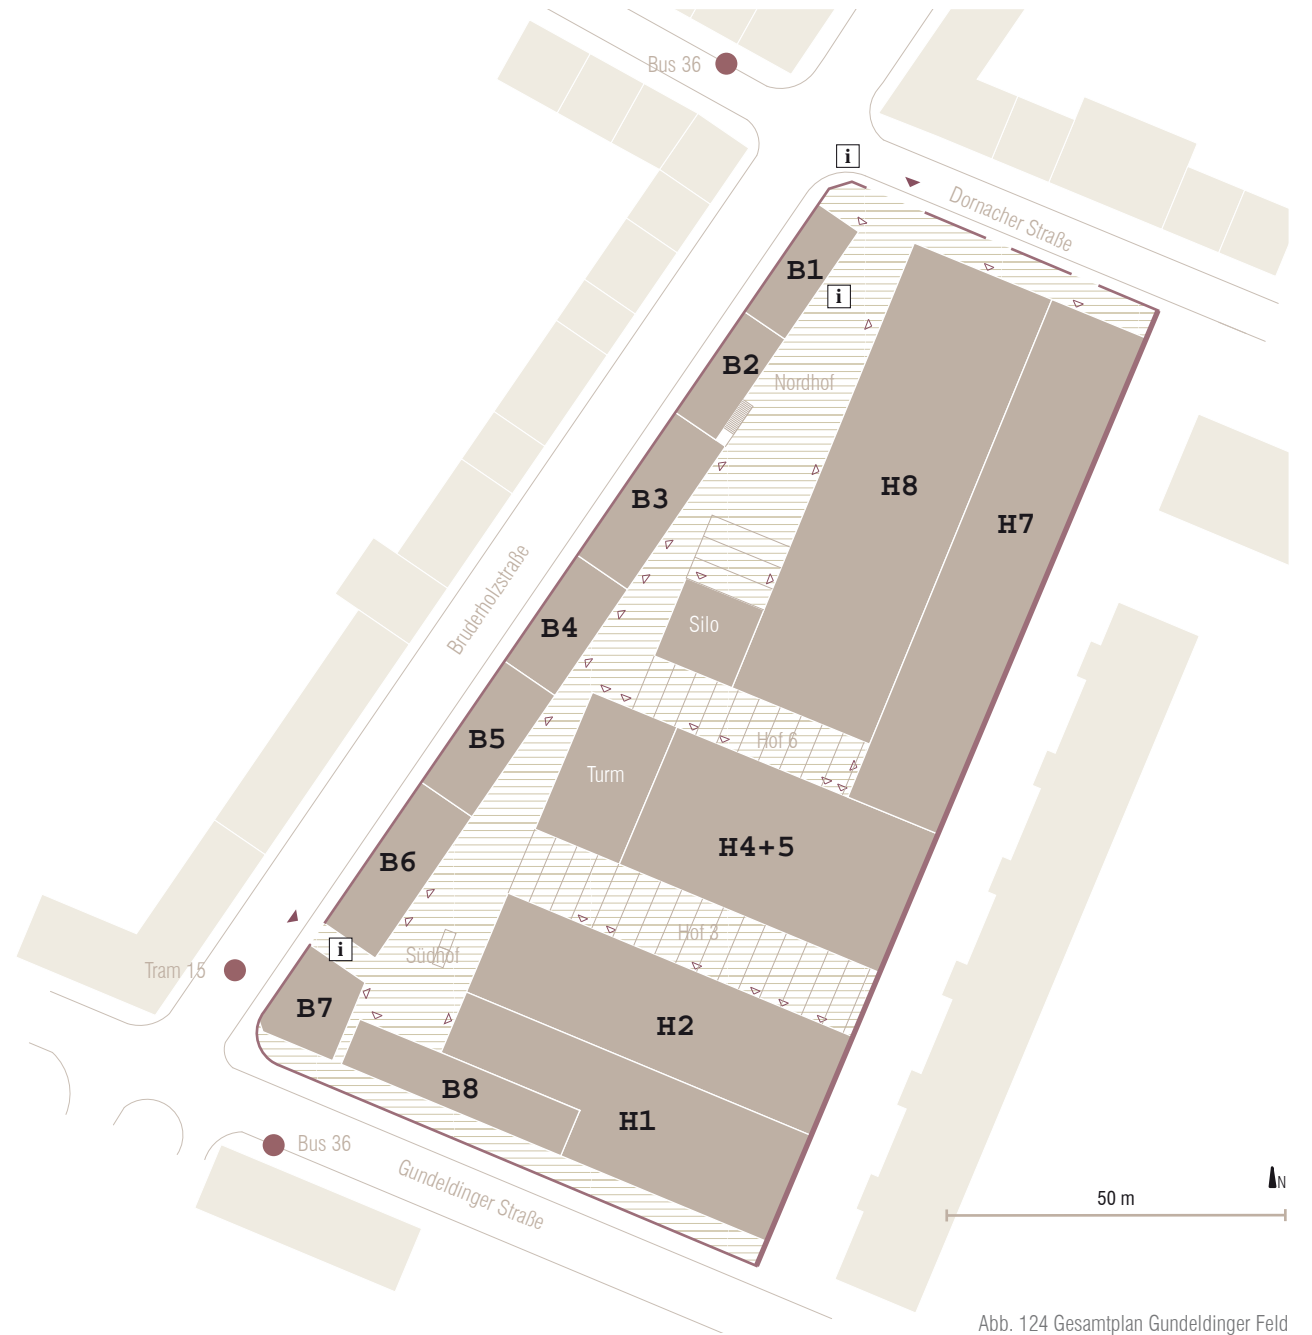 Bus 36
i
Dornacher Straße
B1
i
B2
Nordhof
H8
B3
H7
Bruderholzstraße
Silo
B4
B5
Hof 6
Turm
H4+5
B6
Hof 3
i
Südhof
Tram 15
B7
H2
B8
H1
Bus 36
Gundeldinger Straße
N
50 m
Abb. 124 Gesamtplan Gundeldinger Feld